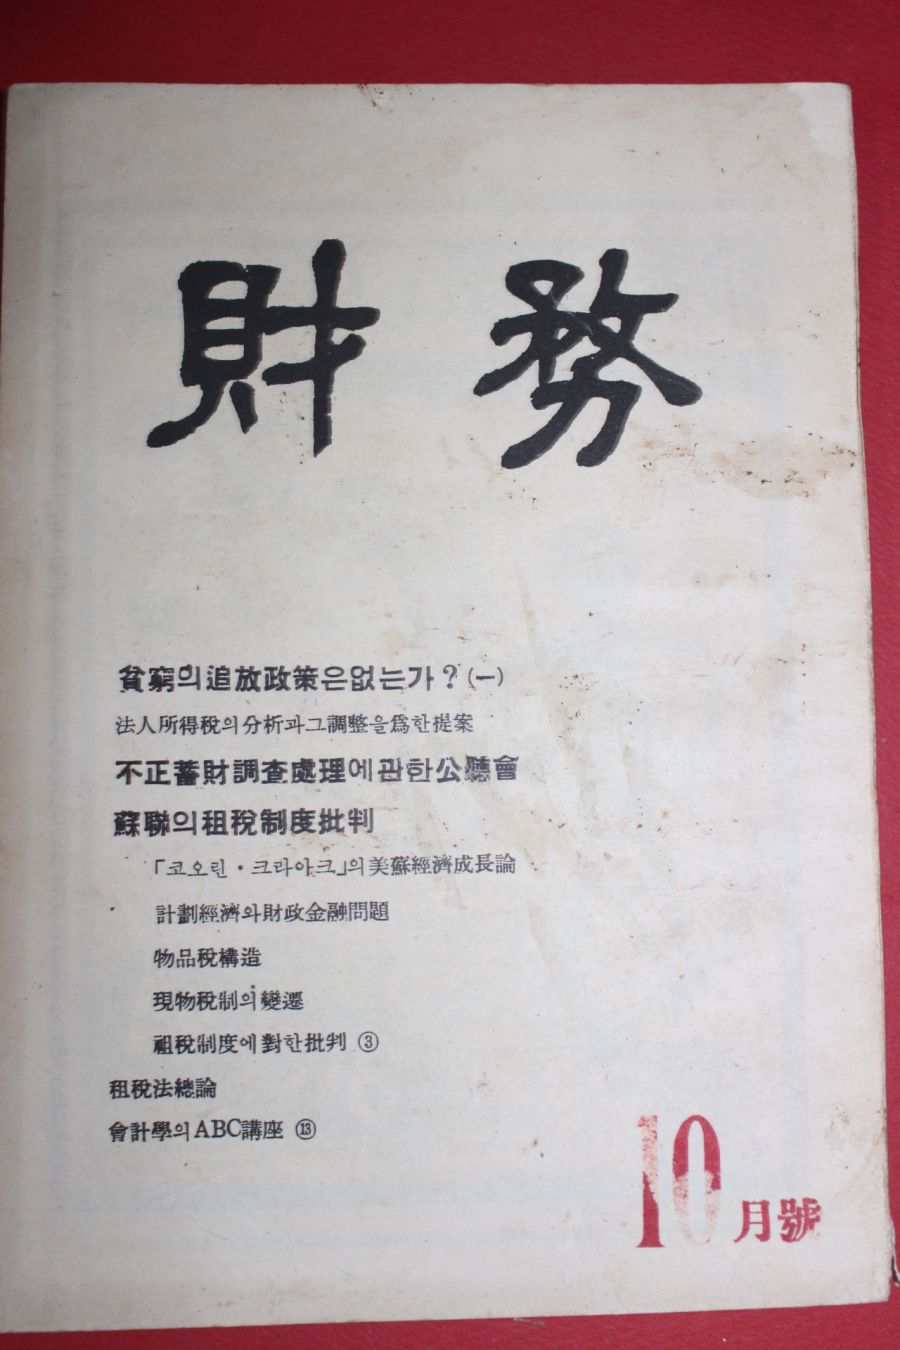 財務
貧窮의追放政策은없는가？(一)
法人所得稅의分析과그調整을爲한提案
不正蓄財調査處理에관한公聽會
蘇聯의租稅制度批判
「코오린・크라아크」의美蘇經濟成長論
計劃經濟와財政金融問題
物品稅構造
現物稅制의變遷
祖稅制度에對한批判 ③
租稅法總論
會計學의ABC講座 ⑬
10月號